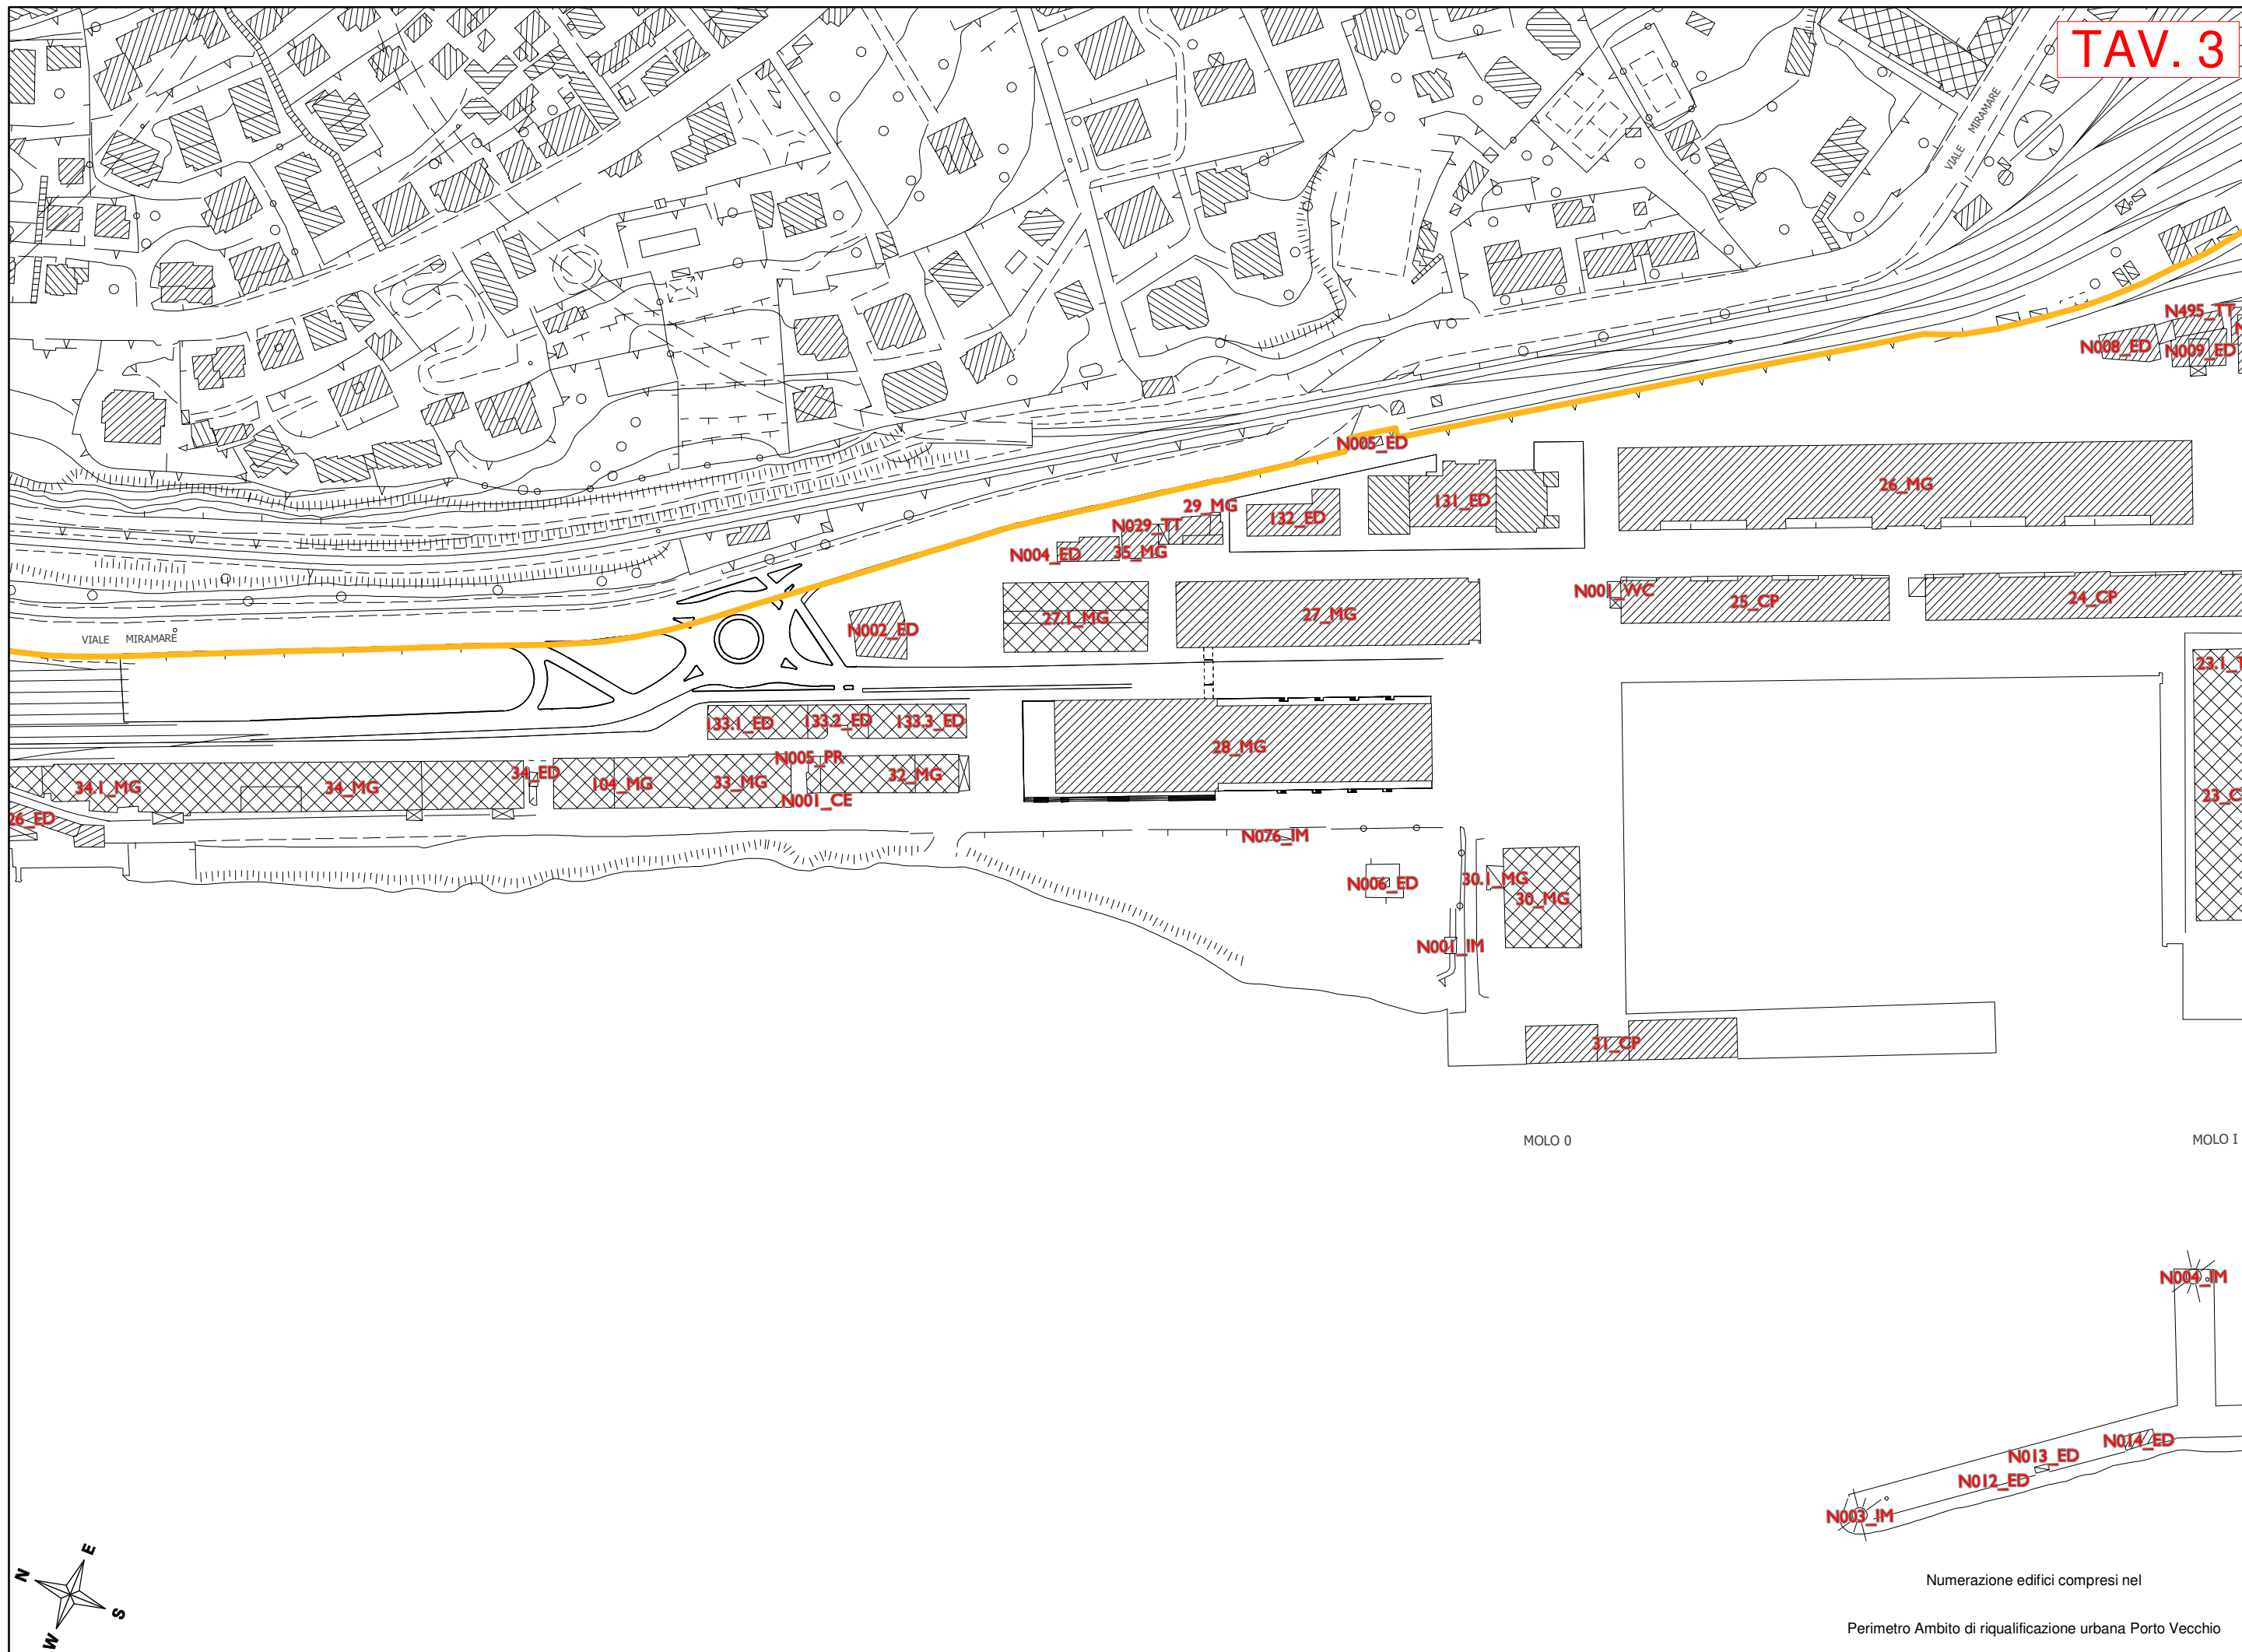 TAV. 3
VIALE MIRAMARE
N495_TT
N008_ED
N009_ED
N005_ED
26_MG
131_ED
132_ED
29_MG
N029_TT
N004_ED
35_MG
N001_WC
25_CP
24_CP
27.1_MG
27_MG
N002_ED
VIALE MIRAMARE
23.1_T
133.1_ED
133.2_ED
133.3_ED
28_MG
N005_PR
34_ED
32_MG
34.1_MG
34_MG
104_MG
33_MG
N001_CE
23_C
26_ED
N076_IM
N006_ED
30.1_MG
30_MG
N001_IM
31_CP
MOLO 0
MOLO I
N004_IM
N014_ED
N013_ED
N012_ED
N003_IM
N
E
S
W
Numerazione edifici compresi nel
Perimetro Ambito di riqualificazione urbana Porto Vecchio